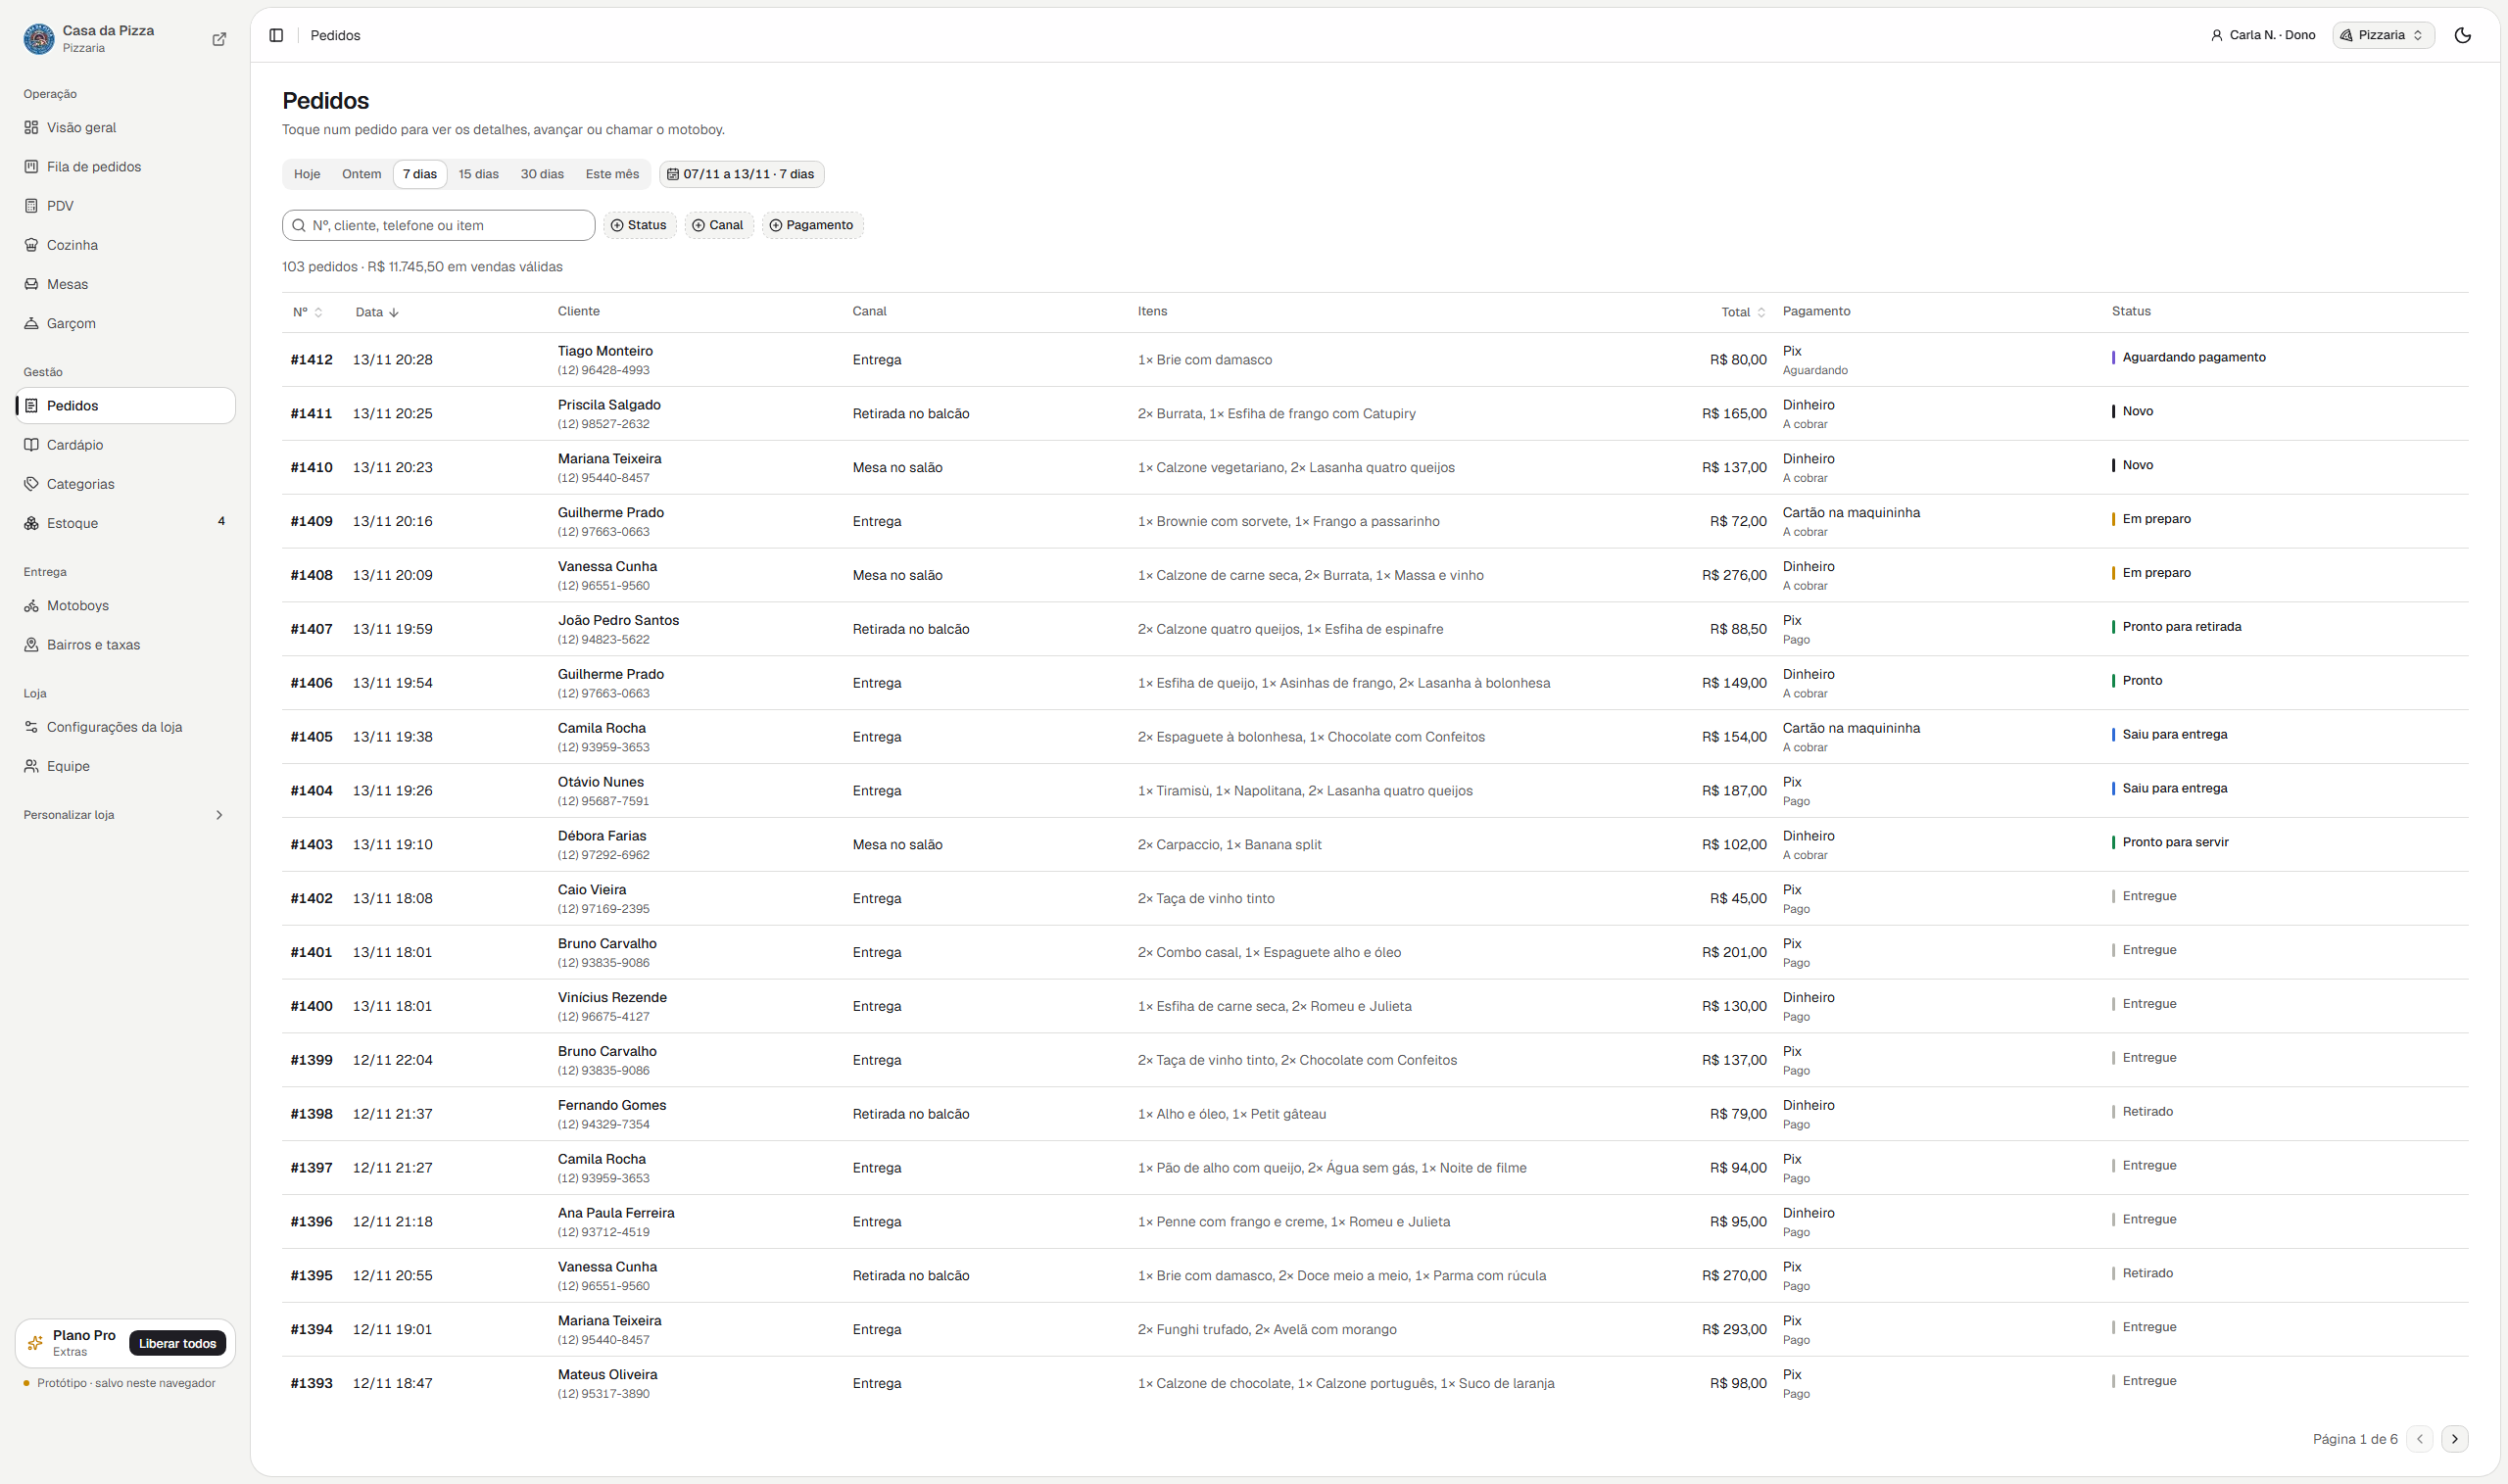 Casa da Pizza
Pizzaria
Operação
Visão geral
Fila de pedidos
PDV
Cozinha
Mesas
Garçom
Gestão
Pedidos
Cardápio
Categorias
Estoque 4
Entrega
Motoboys
Bairros e taxas
Loja
Configurações da loja
Equipe
Personalizar loja
Plano Pro
Extras
Liberar todos
Protótipo · salvo neste navegador
Pedidos
Carla N. · Dono
Pizzaria
Pedidos
Toque num pedido para ver os detalhes, avançar ou chamar o motoboy.
Hoje Ontem 7 dias 15 dias 30 dias Este mês 07/11 a 13/11 · 7 dias
Nº, cliente, telefone ou item Status Canal Pagamento
103 pedidos · R$ 11.745,50 em vendas válidas
Nº Data Cliente Canal Itens Total Pagamento Status
#1412 13/11 20:28 Tiago Monteiro (12) 96428-4993 Entrega 1× Brie com damasco R$ 80,00 Pix Aguardando Aguardando pagamento
#1411 13/11 20:25 Priscila Salgado (12) 98527-2632 Retirada no balcão 2× Burrata, 1× Esfiha de frango com Catupiry R$ 165,00 Dinheiro A cobrar Novo
#1410 13/11 20:23 Mariana Teixeira (12) 95440-8457 Mesa no salão 1× Calzone vegetariano, 2× Lasanha quatro queijos R$ 137,00 Dinheiro A cobrar Novo
#1409 13/11 20:16 Guilherme Prado (12) 97663-0663 Entrega 1× Brownie com sorvete, 1× Frango a passarinho R$ 72,00 Cartão na maquininha A cobrar Em preparo
#1408 13/11 20:09 Vanessa Cunha (12) 96551-9560 Mesa no salão 1× Calzone de carne seca, 2× Burrata, 1× Massa e vinho R$ 276,00 Dinheiro A cobrar Em preparo
#1407 13/11 19:59 João Pedro Santos (12) 94823-5622 Retirada no balcão 2× Calzone quatro queijos, 1× Esfiha de espinafre R$ 88,50 Pix Pago Pronto para retirada
#1406 13/11 19:54 Guilherme Prado (12) 97663-0663 Entrega 1× Esfiha de queijo, 1× Asinhas de frango, 2× Lasanha à bolonhesa R$ 149,00 Dinheiro A cobrar Pronto
#1405 13/11 19:38 Camila Rocha (12) 93959-3653 Entrega 2× Espaguete à bolonhesa, 1× Chocolate com Confeitos R$ 154,00 Cartão na maquininha A cobrar Saiu para entrega
#1404 13/11 19:26 Otávio Nunes (12) 95687-7591 Entrega 1× Tiramisù, 1× Napolitana, 2× Lasanha quatro queijos R$ 187,00 Pix Pago Saiu para entrega
#1403 13/11 19:10 Débora Farias (12) 97292-6962 Mesa no salão 2× Carpaccio, 1× Banana split R$ 102,00 Dinheiro A cobrar Pronto para servir
#1402 13/11 18:08 Caio Vieira (12) 97169-2395 Entrega 2× Taça de vinho tinto R$ 45,00 Pix Pago Entregue
#1401 13/11 18:01 Bruno Carvalho (12) 93835-9086 Entrega 2× Combo casal, 1× Espaguete alho e óleo R$ 201,00 Pix Pago Entregue
#1400 13/11 18:01 Vinícius Rezende (12) 96675-4127 Entrega 1× Esfiha de carne seca, 2× Romeu e Julieta R$ 130,00 Dinheiro Pago Entregue
#1399 12/11 22:04 Bruno Carvalho (12) 93835-9086 Entrega 2× Taça de vinho tinto, 2× Chocolate com Confeitos R$ 137,00 Pix Pago Entregue
#1398 12/11 21:37 Fernando Gomes (12) 94329-7354 Retirada no balcão 1× Alho e óleo, 1× Petit gâteau R$ 79,00 Dinheiro Pago Retirado
#1397 12/11 21:27 Camila Rocha (12) 93959-3653 Entrega 1× Pão de alho com queijo, 2× Água sem gás, 1× Noite de filme R$ 94,00 Pix Pago Entregue
#1396 12/11 21:18 Ana Paula Ferreira (12) 93712-4519 Entrega 1× Penne com frango e creme, 1× Romeu e Julieta R$ 95,00 Dinheiro Pago Entregue
#1395 12/11 20:55 Vanessa Cunha (12) 96551-9560 Retirada no balcão 1× Brie com damasco, 2× Doce meio a meio, 1× Parma com rúcula R$ 270,00 Pix Pago Retirado
#1394 12/11 19:01 Mariana Teixeira (12) 95440-8457 Entrega 2× Funghi trufado, 2× Avelã com morango R$ 293,00 Pix Pago Entregue
#1393 12/11 18:47 Mateus Oliveira (12) 95317-3890 Entrega 1× Calzone de chocolate, 1× Calzone português, 1× Suco de laranja R$ 98,00 Pix Pago Entregue
Página 1 de 6